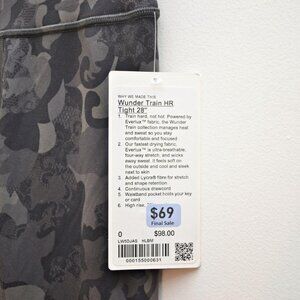 WHY WE MADE THIS
Wunder Train HR
Tight 28"
1. Train hard, not hot: Powered by
Everlux™ fabric, the Wunder
Train collection manages heat
and sweat so you stay
comfortable and focused
2. Our fastest drying fabric,
Everlux™ is ultra-breathable,
four-way stretch, and wicks
away sweat. It feels soft on
the outside and cool and sleek
next to skin
3. Added Lycra® fibre for stretch
and shape retention
4. Continuous drawcord
5. Waistband pocket holds your key
or card
6. High rise,
$69
Final Sale
0 $98.00